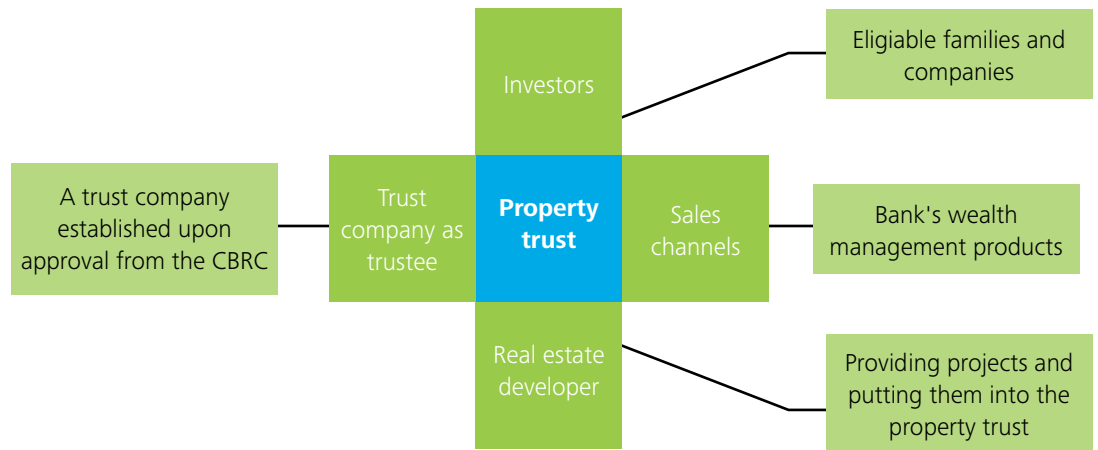 Investors
Eligiable families and
companies
A trust company
established upon
approval from the CBRC
Trust
company as
trustee
Property
trust
Sales
channels
Bank's wealth
management products
Real estate
developer
Providing projects and
putting them into the
property trust